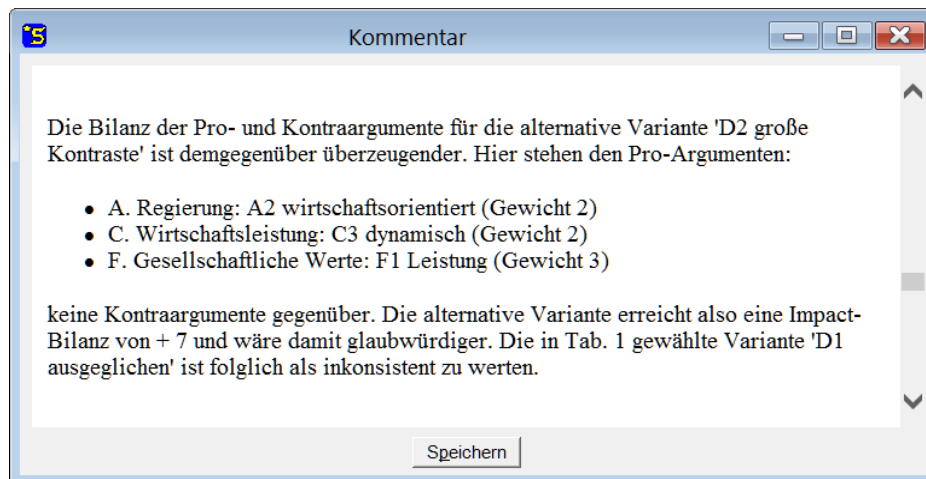 Kommentar
Die Bilanz der Pro- und Kontraargumente für die alternative Variante 'D2 große
Kontraste' ist demgegenüber überzeugender. Hier stehen den Pro-Argumenten:
• A. Regierung: A2 wirtschaftsorientiert (Gewicht 2)
• C. Wirtschaftsleistung: C3 dynamisch (Gewicht 2)
• F. Gesellschaftliche Werte: F1 Leistung (Gewicht 3)
keine Kontraargumente gegenüber. Die alternative Variante erreicht also eine Impact-
Bilanz von + 7 und wäre damit glaubwürdiger. Die in Tab. 1 gewählte Variante 'D1
ausgeglichen' ist folglich als inkonsistent zu werten.
Speichern